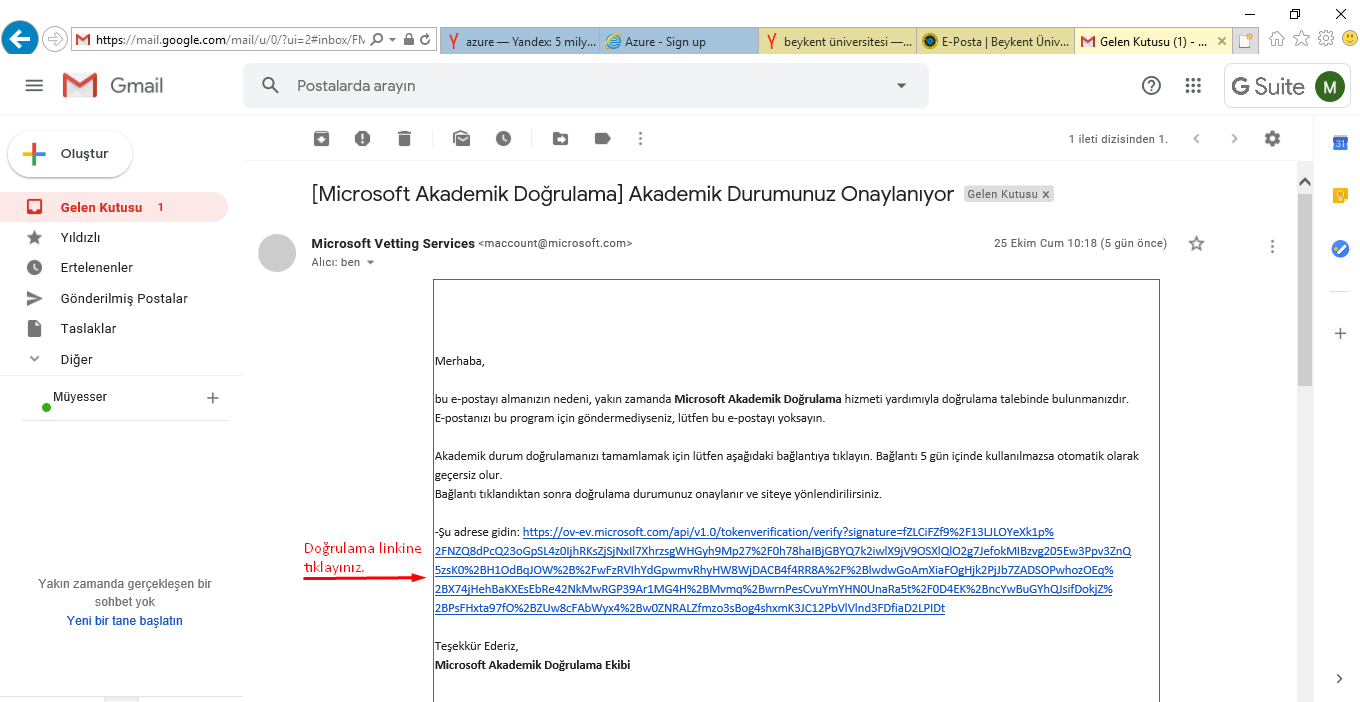 https://mail.google.com/mail/u/0/?ui=2#inbox/FM
azure — Yandex: 5 mily...
Azure - Sign up
beykent üniversitesi —...
E-Posta | Beykent Üniv...
Gelen Kutusu (1) - ...
Gmail
Postalarda arayın
G Suite
M
Oluştur
1 ileti dizisinden 1.
31
Gelen Kutusu 1
Yıldızlı
Ertelenenler
Gönderilmiş Postalar
Taslaklar
Diğer
Müyesser
Yakın zamanda gerçekleşen bir
sohbet yok
Yeni bir tane başlatın
[Microsoft Akademik Doğrulama] Akademik Durumunuz Onaylanıyor
Gelen Kutusu x
Microsoft Vetting Services <maccount@microsoft.com>
25 Ekim Cum 10:18 (5 gün önce)
Alıcı: ben
Merhaba,
bu e-postayı almanızın nedeni, yakın zamanda Microsoft Akademik Doğrulama hizmeti yardımıyla doğrulama talebinde bulunmanızdır.
E-postanızı bu program için göndermediyseniz, lütfen bu e-postayı yoksayın.
Akademik durum doğrulamanızı tamamlamak için lütfen aşağıdaki bağlantıya tıklayın. Bağlantı 5 gün içinde kullanılmazsa otomatik olarak
geçersiz olur.
Bağlantı tıklandıktan sonra doğrulama durumunuz onaylanır ve siteye yönlendirilirsiniz.
-Şu adrese gidin: https://ov-ev.microsoft.com/api/v1.0/tokenverification/verify?signature=fZLCiFZf9%2F13LJLOYeXk1p%
2FNZQ8dPcQ23oGpSL4z0IjhRKsZjSjNxIl7XhrzsgWHGyh9Mp27%2F0h78haIBjGBYQ7k2iwlX9jV9OSXlQlO2g7JefokMIBzvg205Ew3Ppv3ZnQ
5zsK0%2BH1OdBqJOW%2B%2FwFzRVIhYdGpwmvRhyHW8WjDACB4f4RR8A%2F%2BlwdwGoAmXiaFOgHjk2PjJb7ZADSOPwhozOEq%
2BX74jHehBaKXEsEbRe42NkMwRGP39Ar1MG4H%2BMvmq%2BwrnPesCvuYmYHN0UnaRa5t%2F0D4EK%2BncYwBuGYhQJsifDokjZ%
2BPsFHxta97fO%2BZUw8cFAbWyx4%2Bw0ZNRALZfmzo3sBog4shxmK3JC12PbVlVlnd3FDfiaD2LPIDt
Doğrulama linkine
tıklayınız.
Teşekkür Ederiz,
Microsoft Akademik Doğrulama Ekibi